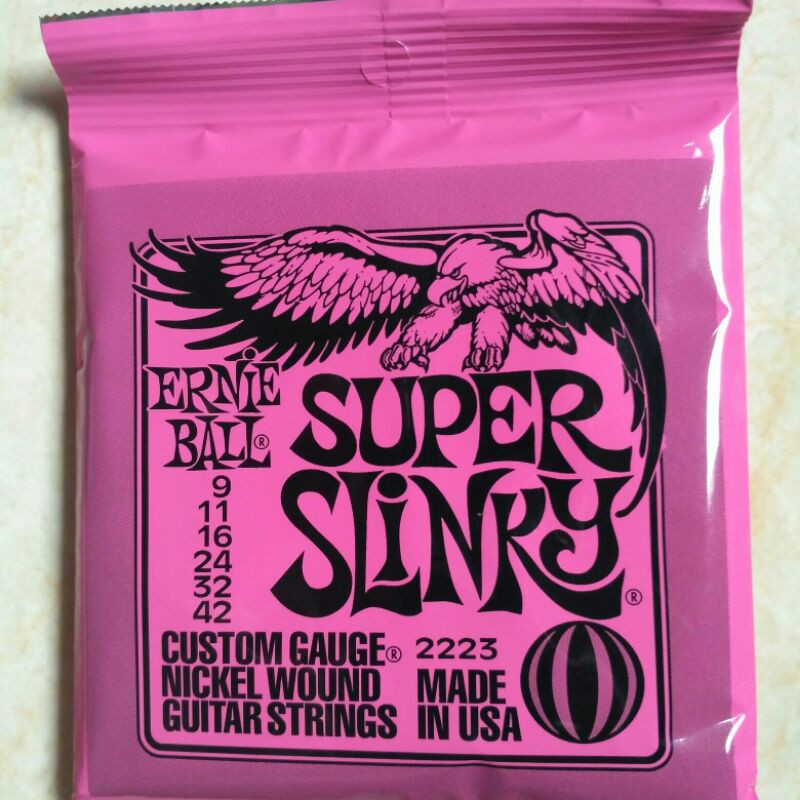 ERNIE
BALL®
SUPER
SLINKY®
9
11
16
24
32
42
CUSTOM GAUGE®
NICKEL WOUND
GUITAR STRINGS
2223
MADE
IN USA